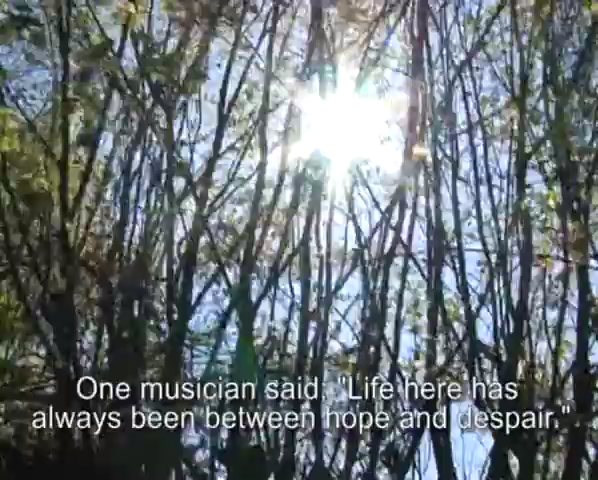 One musician said: "Life here has
always been between hope and despair."